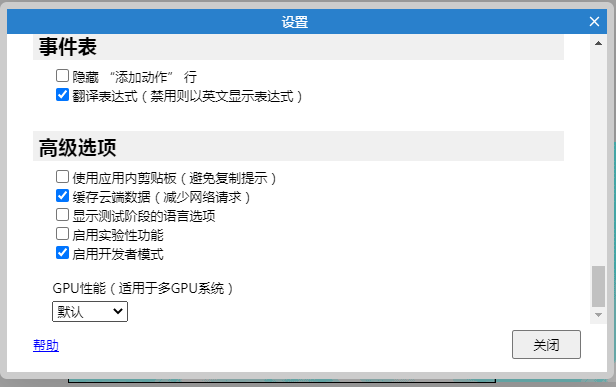 设置
事件表
隐藏 “添加动作” 行
翻译表达式（禁用则以英文显示表达式）
高级选项
使用应用内剪贴板（避免复制提示）
缓存云端数据（减少网络请求）
显示测试阶段的语言选项
启用实验性功能
启用开发者模式
GPU性能（适用于多GPU系统）
默认
帮助
关闭